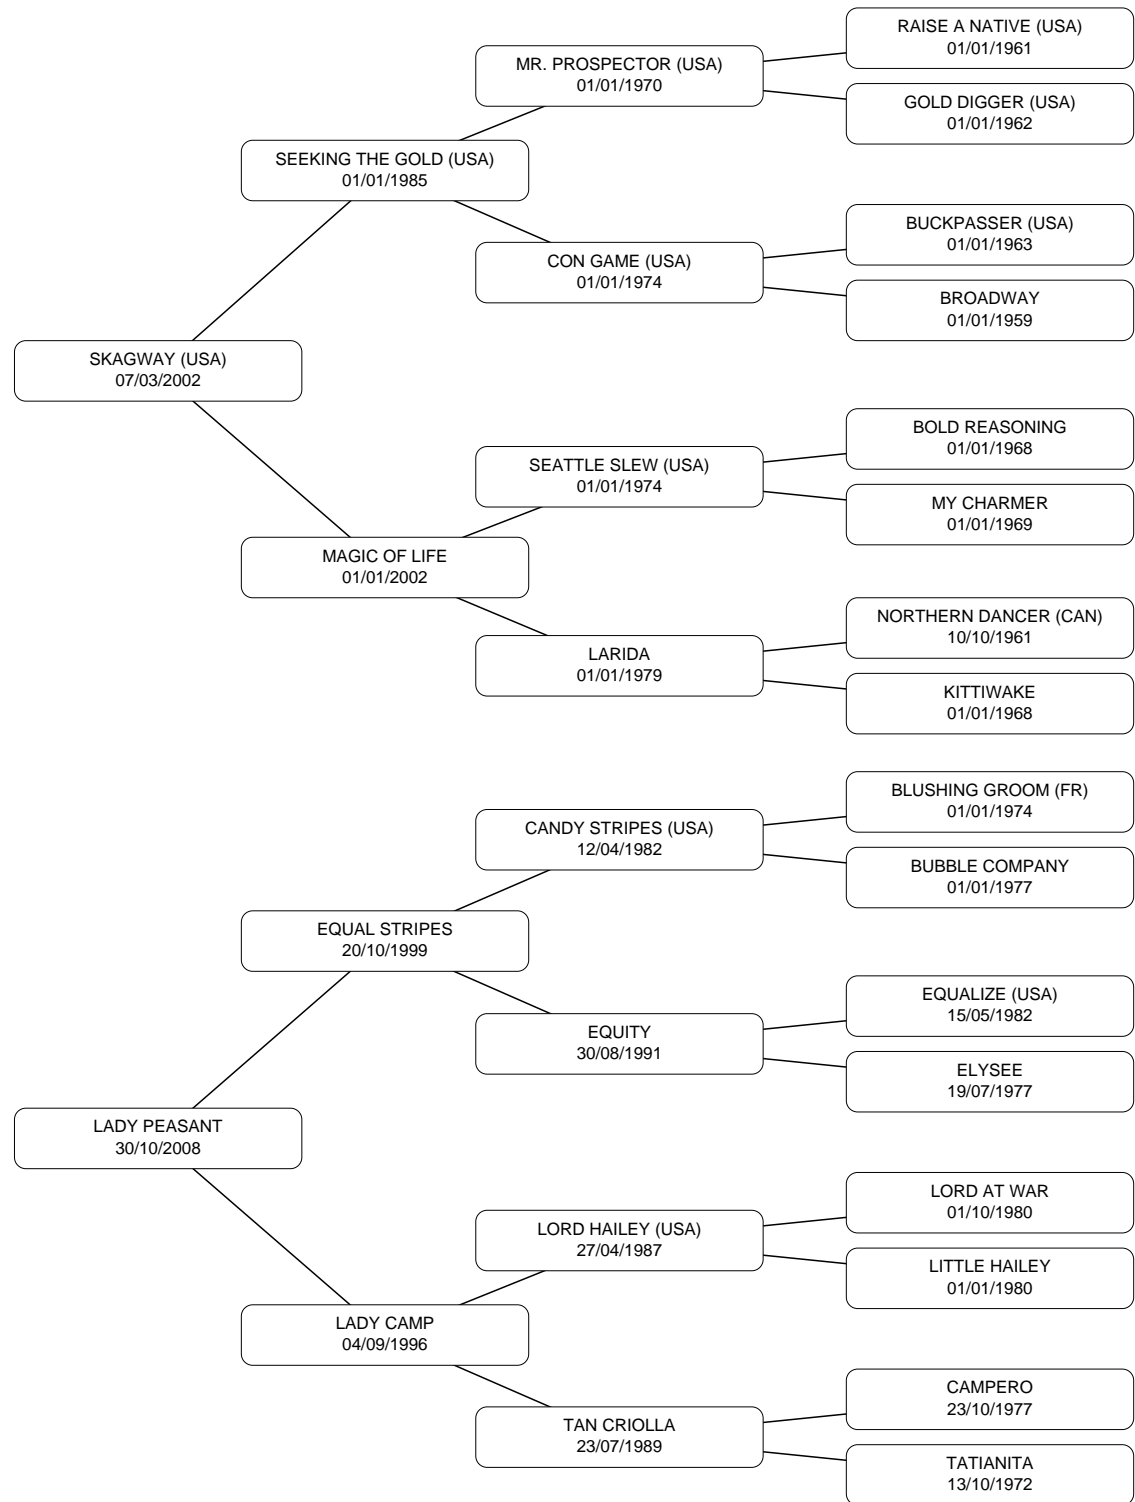 RAISE A NATIVE (USA)
01/01/1961
MR. PROSPECTOR (USA)
01/01/1970
GOLD DIGGER (USA)
01/01/1962
SEEKING THE GOLD (USA)
01/01/1985
BUCKPASSER (USA)
01/01/1963
CON GAME (USA)
01/01/1974
BROADWAY
01/01/1959
SKAGWAY (USA)
07/03/2002
BOLD REASONING
01/01/1968
SEATTLE SLEW (USA)
01/01/1974
MY CHARMER
01/01/1969
MAGIC OF LIFE
01/01/2002
NORTHERN DANCER (CAN)
10/10/1961
LARIDA
01/01/1979
KITTIWAKE
01/01/1968
BLUSHING GROOM (FR)
01/01/1974
CANDY STRIPES (USA)
12/04/1982
BUBBLE COMPANY
01/01/1977
EQUAL STRIPES
20/10/1999
EQUALIZE (USA)
15/05/1982
EQUITY
30/08/1991
ELYSEE
19/07/1977
LADY PEASANT
30/10/2008
LORD AT WAR
01/10/1980
LORD HAILEY (USA)
27/04/1987
LITTLE HAILEY
01/01/1980
LADY CAMP
04/09/1996
CAMPERO
23/10/1977
TAN CRIOLLA
23/07/1989
TATIANITA
13/10/1972